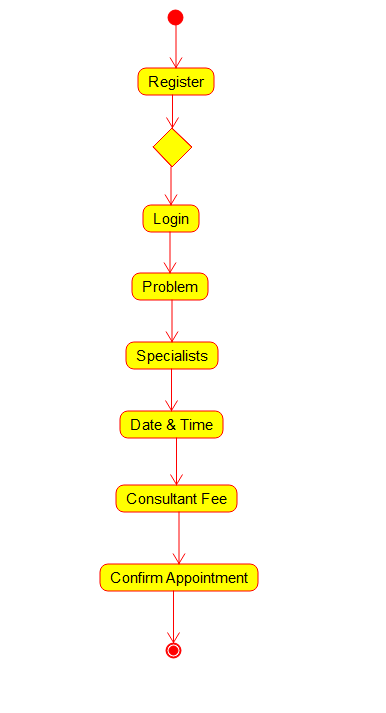 Register
Login
Problem
Specialists
Date & Time
Consultant Fee
Confirm Appointment